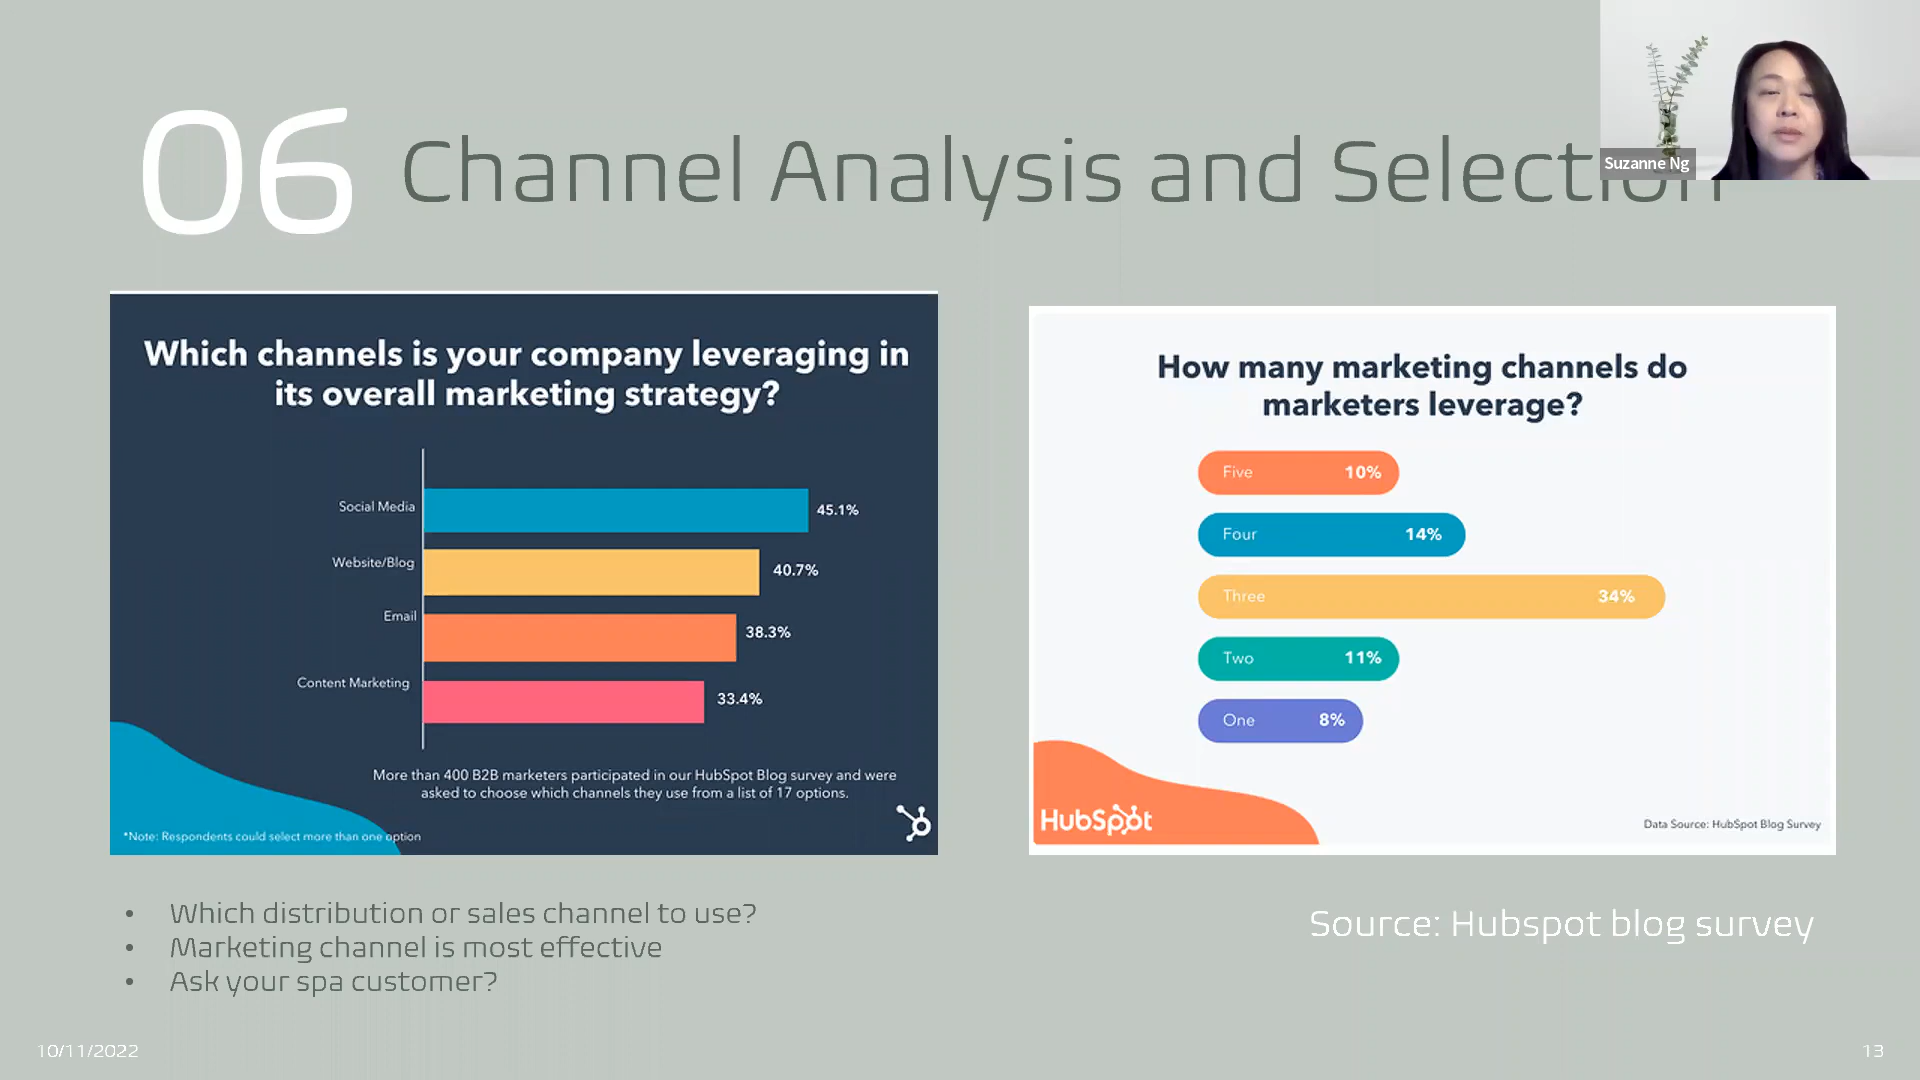 06
Channel Analysis and Selection
Suzanne Ng
Which channels is your company leveraging in
its overall marketing strategy?
Social Media
45.1%
Website/Blog
40.7%
Email
38.3%
Content Marketing
33.4%
More than 400 B2B marketers participated in our HubSpot Blog survey and were
asked to choose which channels they use from a list of 17 options.
*Note: Respondents could select more than one option
How many marketing channels do
marketers leverage?
Five 10%
Four 14%
Three 34%
Two 11%
One 8%
HubSpot
Data Source: HubSpot Blog Survey
• Which distribution or sales channel to use?
• Marketing channel is most effective
• Ask your spa customer?
Source: Hubspot blog survey
10/11/2022
13